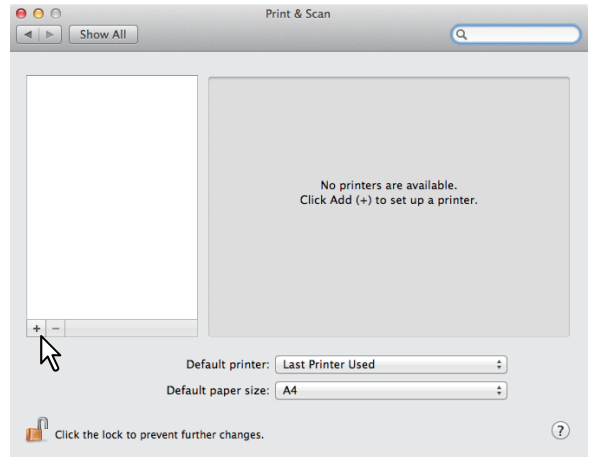 Print & Scan
Show All
No printers are available.
Click Add (+) to set up a printer.
+ −
Default printer: Last Printer Used
Default paper size: A4
Click the lock to prevent further changes.
?